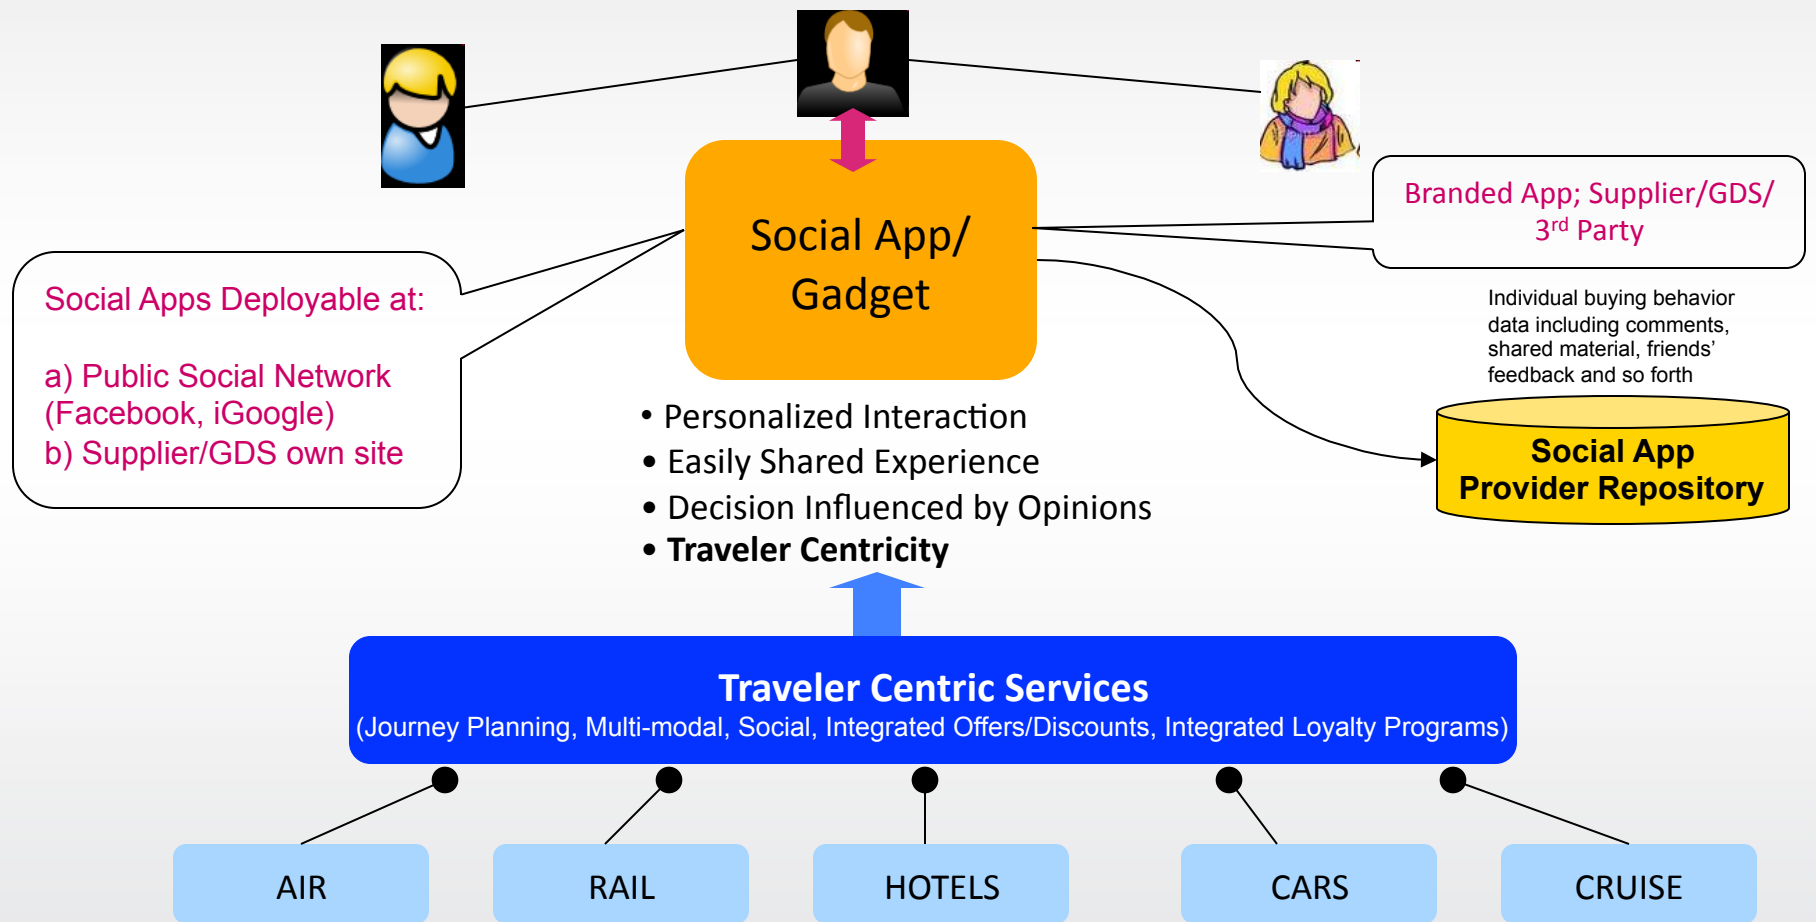 Branded App; Supplier/GDS/
3rd Party
Social App/
Gadget
Social Apps Deployable at:
a) Public Social Network
(Facebook, iGoogle)
b) Supplier/GDS own site
Individual buying behavior
data including comments,
shared material, friends’
feedback and so forth
Social App
Provider Repository
• Personalized Interaction
• Easily Shared Experience
• Decision Influenced by Opinions
• Traveler Centricity
Traveler Centric Services
(Journey Planning, Multi-modal, Social, Integrated Offers/Discounts, Integrated Loyalty Programs)
AIR
RAIL
HOTELS
CARS
CRUISE